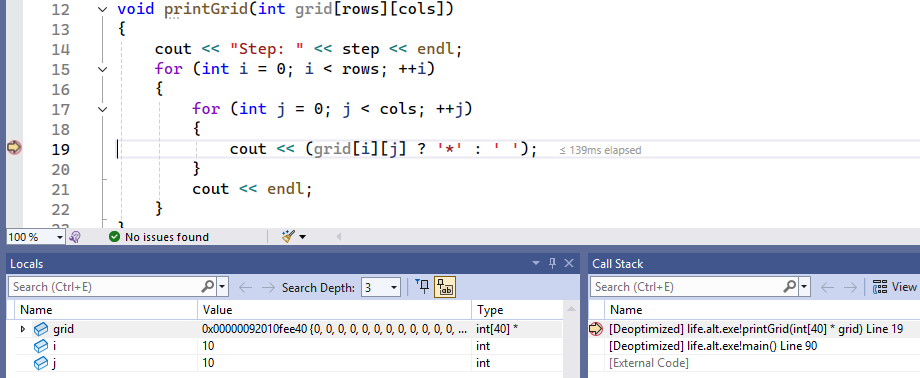 12 void printGrid(int grid[rows][cols])
13 {
14 cout << "Step: " << step << endl;
15 for (int i = 0; i < rows; ++i)
16 {
17 for (int j = 0; j < cols; ++j)
18 {
19 cout << (grid[i][j] ? '*' : ' '); ≤ 139ms elapsed
20 }
21 cout << endl;
22 }
100 % No issues found
Locals
Search (Ctrl+E) Search Depth: 3
Name Value Type
grid 0x00000092010fee40 {0, 0, 0, 0, 0, 0, 0, 0, 0, 0, 0, 0, ... int[40] *
i 10 int
j 10 int
Call Stack
Search (Ctrl+E) View
Name
[Deoptimized] life.alt.exe!printGrid(int[40] * grid) Line 19
[Deoptimized] life.alt.exe!main() Line 90
[External Code]